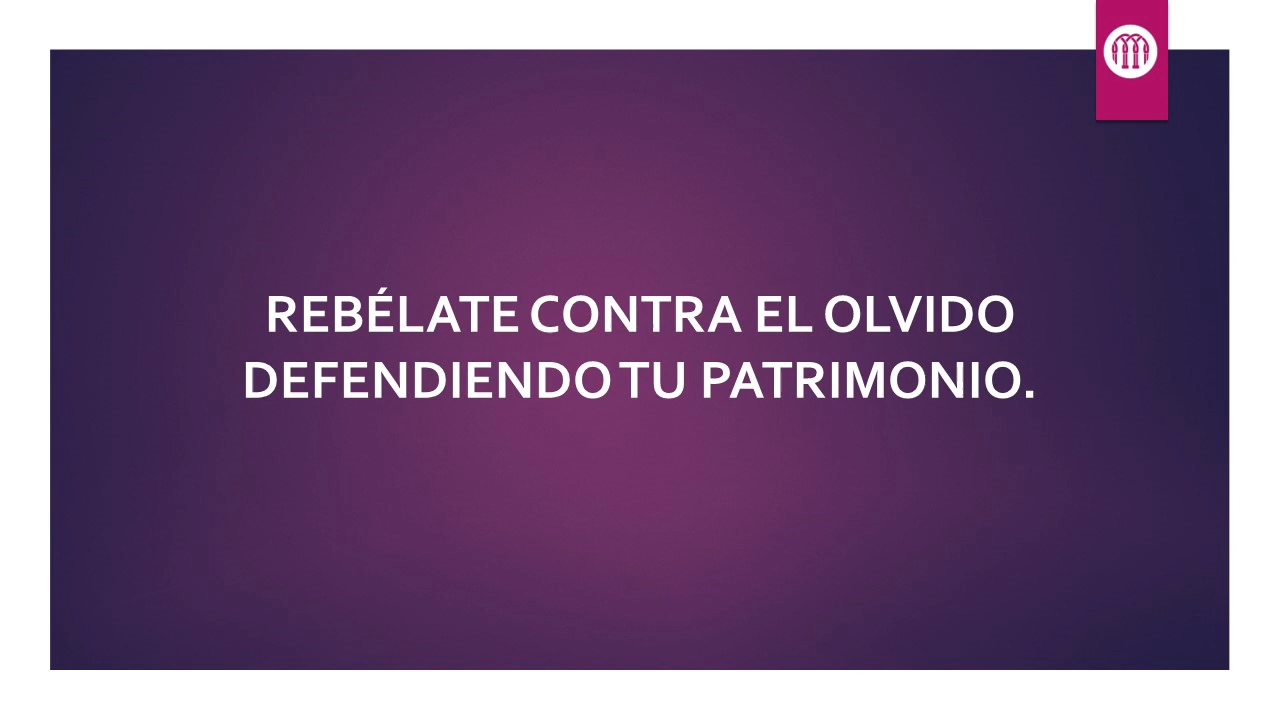 REBÉLATE CONTRA EL OLVIDO
DEFENDIENDO TU PATRIMONIO.